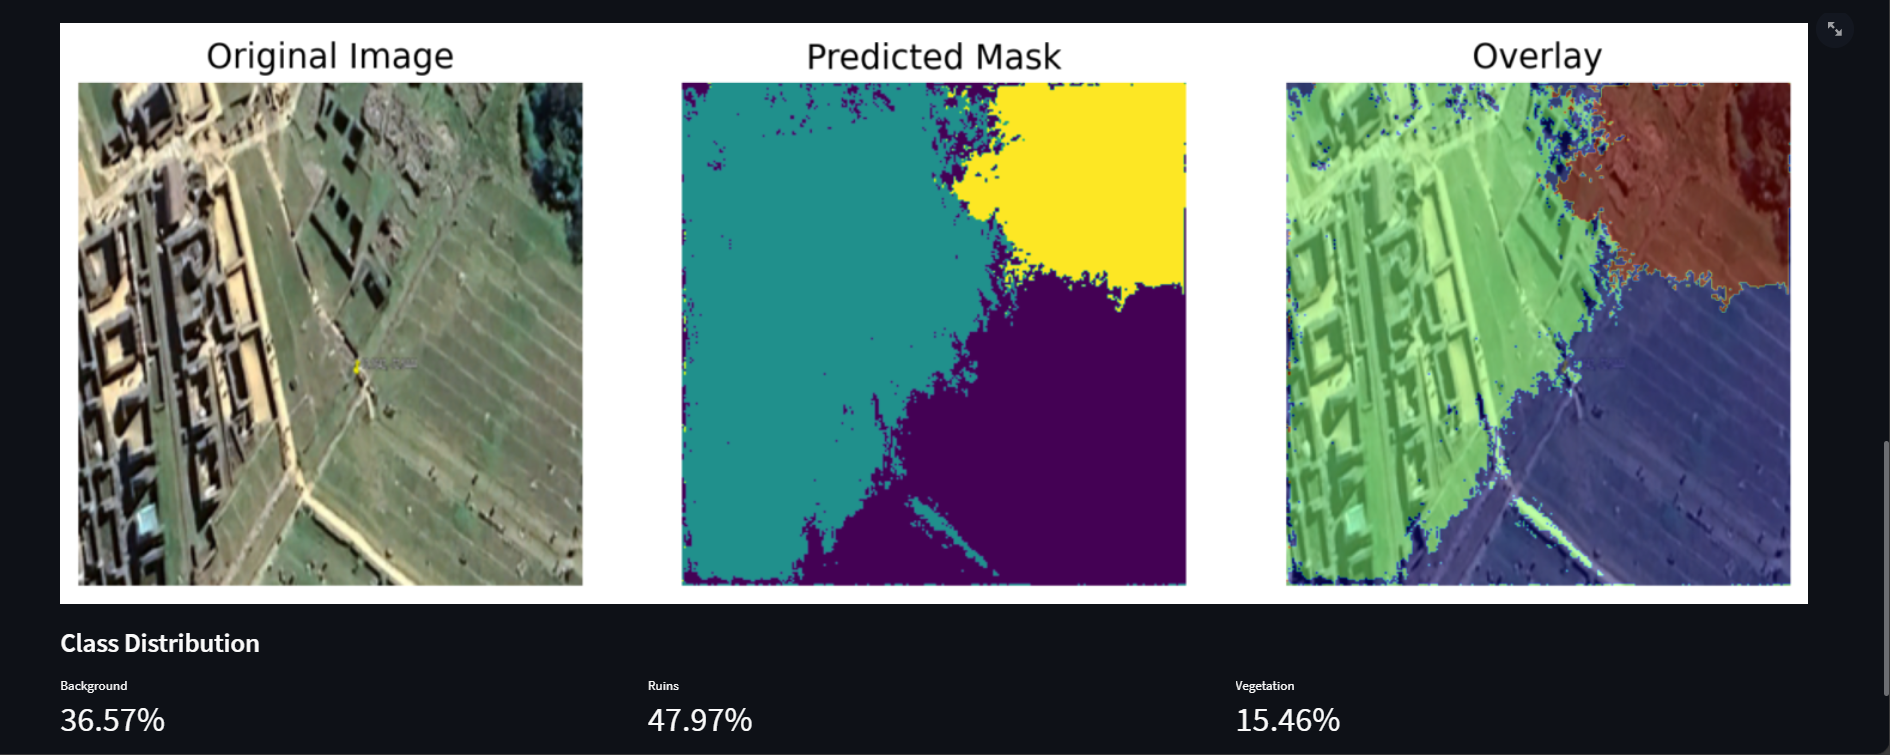 Original Image
Predicted Mask
Overlay
Class Distribution
Background
Ruins
Vegetation
36.57%
47.97%
15.46%